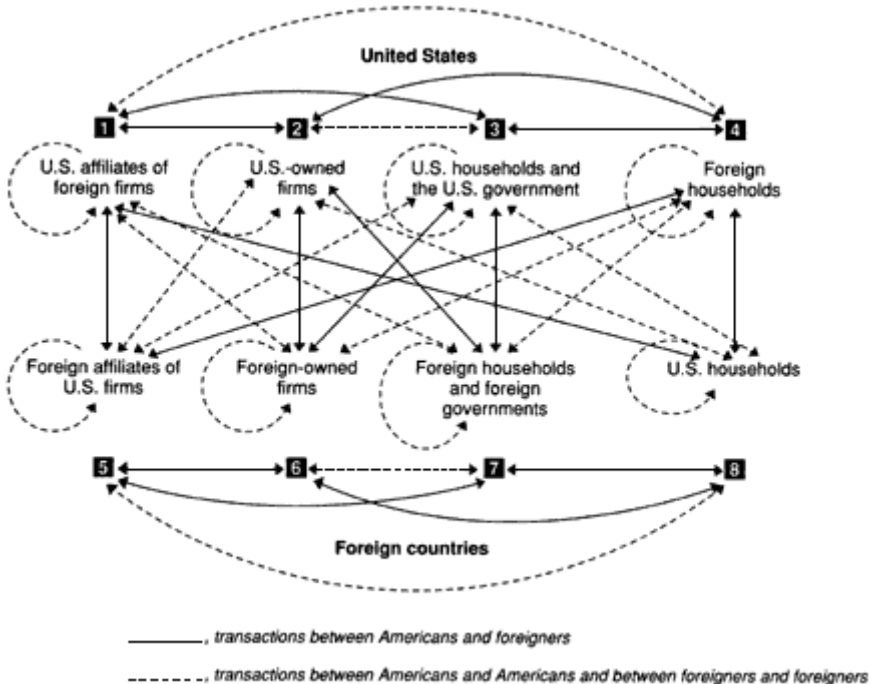 United States
1 2 3 4
U.S. affiliates of
foreign firms
U.S.-owned
firms
U.S. households and
the U.S. government
Foreign
households
Foreign affiliates of
U.S. firms
Foreign-owned
firms
Foreign households
and foreign
governments
U.S. households
5 6 7 8
Foreign countries
, transactions between Americans and foreigners
, transactions between Americans and Americans and between foreigners and foreigners